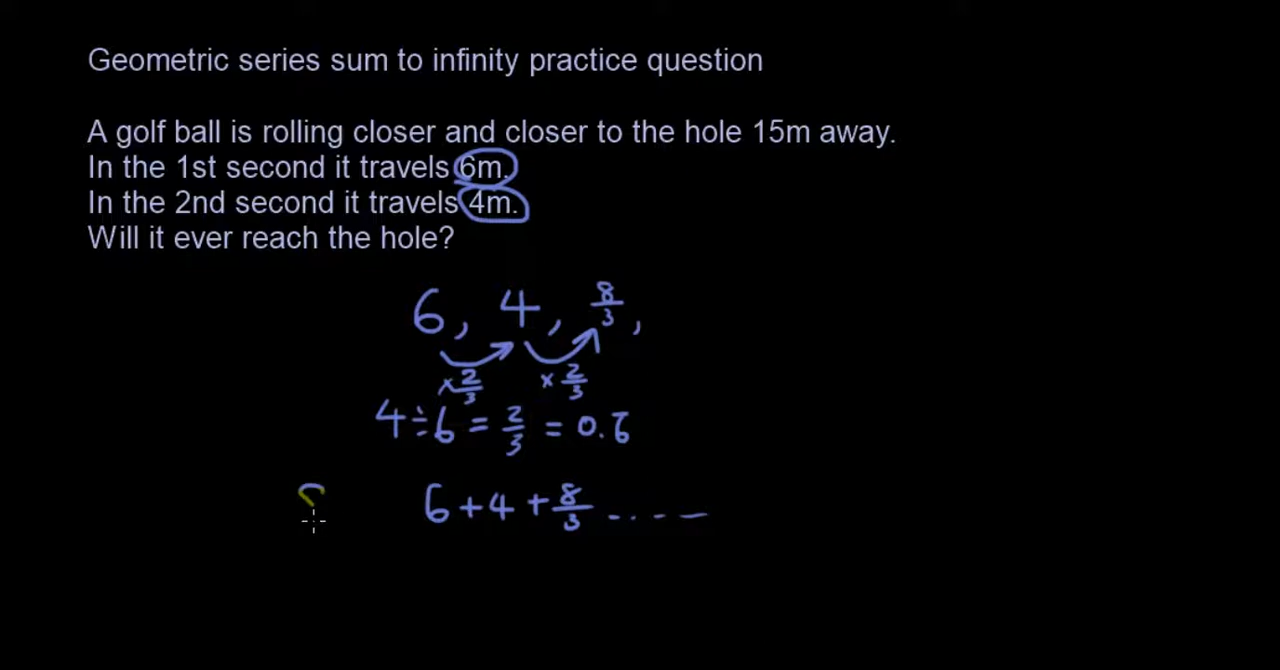 Geometric series sum to infinity practice question
A golf ball is rolling closer and closer to the hole 15m away.
In the 1st second it travels 6m.
In the 2nd second it travels 4m.
Will it ever reach the hole?
6, 4, 8/3,
×2/3 ×2/3
4÷6 = 2/3 = 0.6̇
6+4+8/3 ......